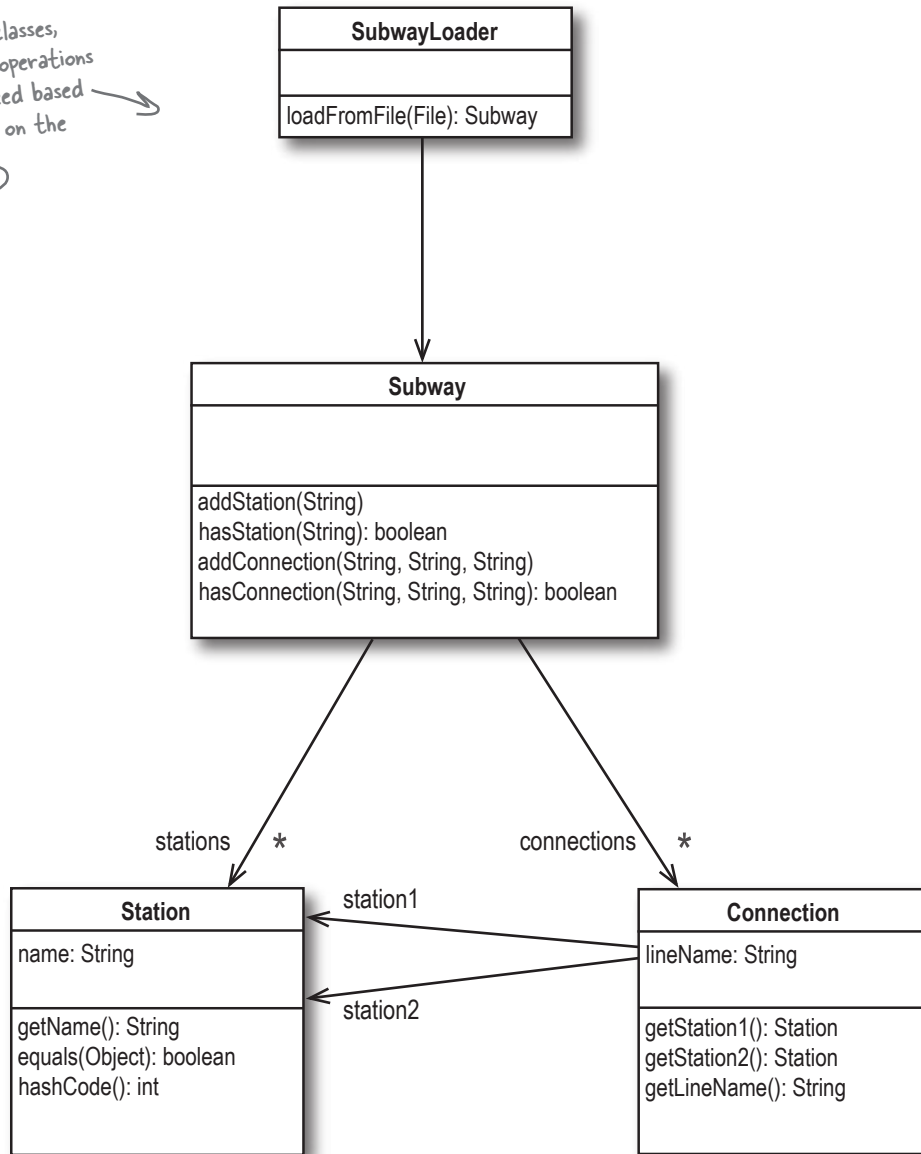 classes,
operations
ed based
on the
SubwayLoader
loadFromFile(File): Subway
Subway
addStation(String)
hasStation(String): boolean
addConnection(String, String, String)
hasConnection(String, String, String): boolean
stations *
connections *
Station
name: String
getName(): String
equals(Object): boolean
hashCode(): int
station1
station2
Connection
lineName: String
getStation1(): Station
getStation2(): Station
getLineName(): String